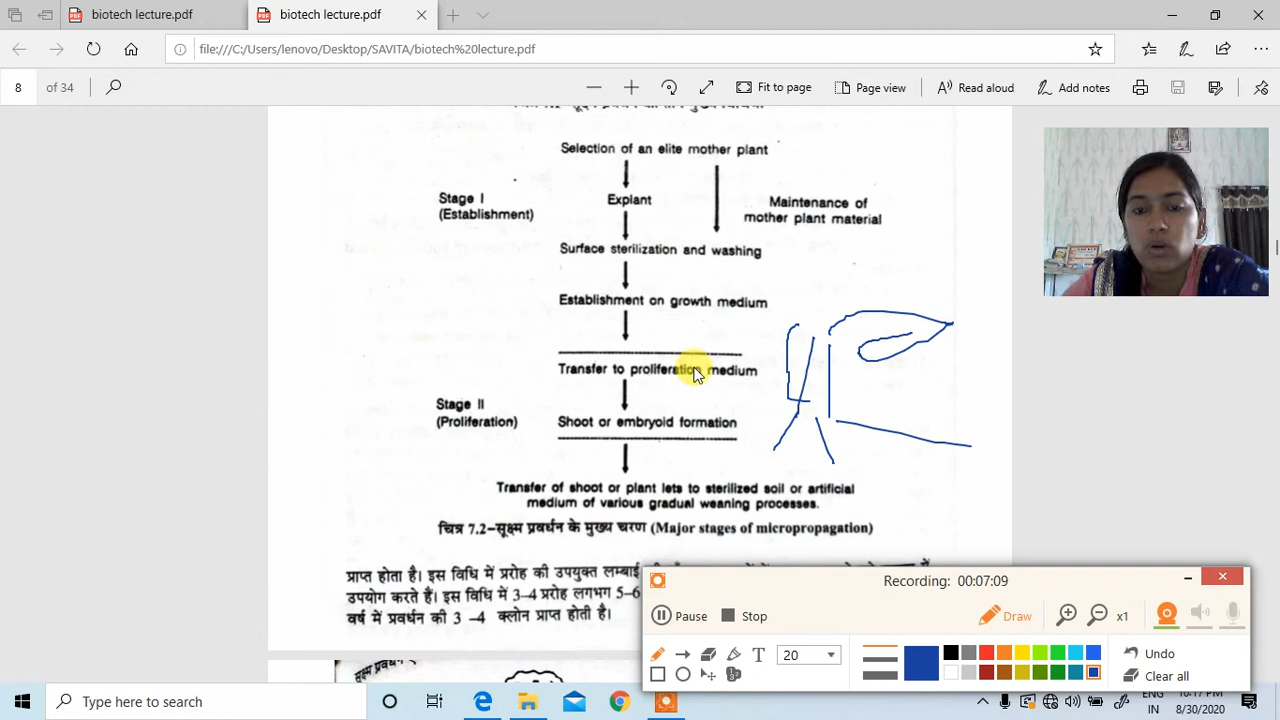 biotech lecture.pdf
biotech lecture.pdf
file:///C:/Users/lenovo/Desktop/SAVITA/biotech%20lecture.pdf
8 of 34
Fit to page
Page view
Read aloud
Add notes
Selection of an elite mother plant
Stage I
(Establishment)
Explant
Maintenance of
mother plant material
Surface sterilization and washing
Establishment on growth medium
Transfer to proliferation medium
Stage II
(Proliferation)
Shoot or embryoid formation
Transfer of shoot or plant lets to sterilized soil or artificial
medium of various gradual weaning processes.
चित्र 7.2–सूक्ष्म प्रवर्धन के मुख्य चरण (Major stages of micropropagation)
प्राप्त होता है। इस विधि में प्ररोह की उपयुक्त लम्बाई
उपयोग करते हैं। इस विधि में 3–4 प्ररोह लगभग 5–6
वर्ष में प्रवर्धन की 3 –4 क्लोन प्राप्त होती है।
सूक्ष्म प्रवर्धन
Recording: 00:07:09
Pause
Stop
Draw
x1
T
20
Undo
Clear all
Type here to search
ENG
IN
10:17 PM
8/30/2020